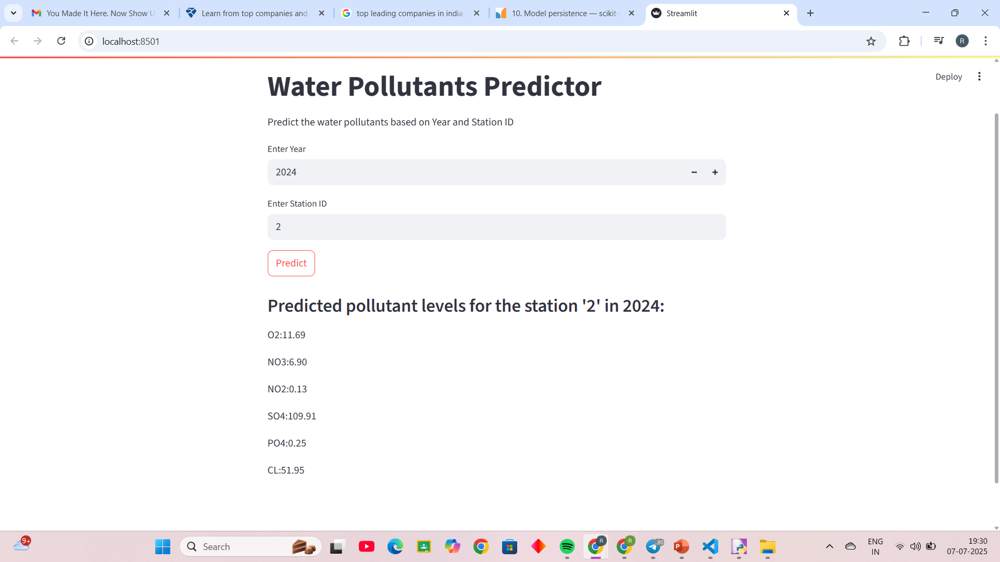 You Made It Here. Now Show U
Learn from top companies and
top leading companies in india
10. Model persistence — scikit-
Streamlit
localhost:8501
R
Deploy
Water Pollutants Predictor
Predict the water pollutants based on Year and Station ID
Enter Year
2024
Enter Station ID
2
Predict
Predicted pollutant levels for the station '2' in 2024:
O2:11.69
NO3:6.90
NO2:0.13
SO4:109.91
PO4:0.25
CL:51.95
9+
Search
R
R
.80
P
ENG
IN
19:30
07-07-2025